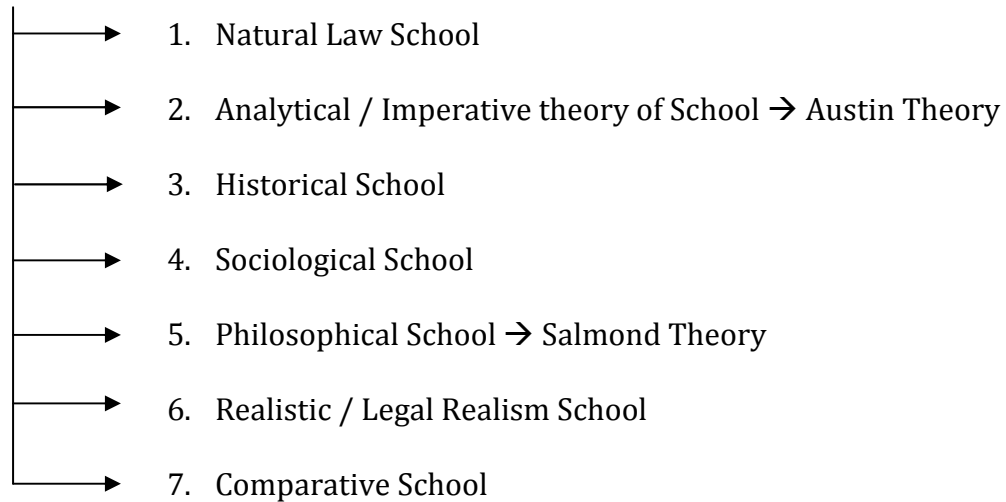 1. Natural Law School
2. Analytical / Imperative theory of School → Austin Theory
3. Historical School
4. Sociological School
5. Philosophical School → Salmond Theory
6. Realistic / Legal Realism School
7. Comparative School